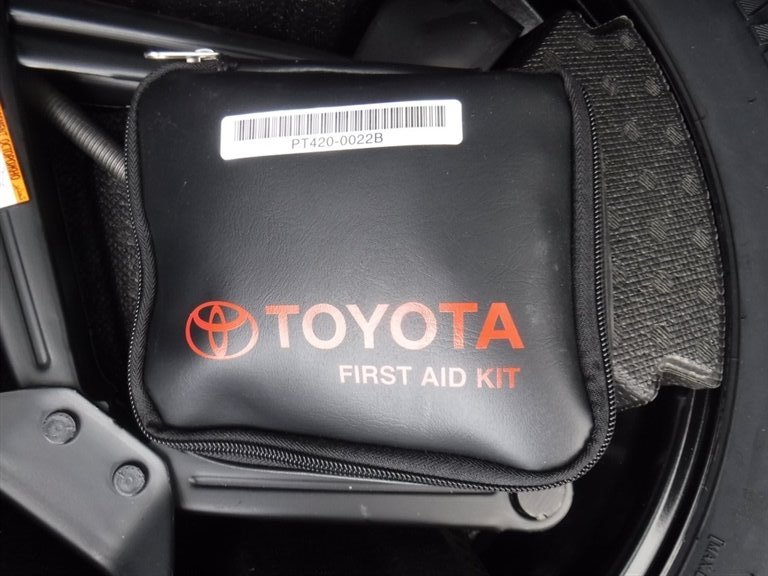 PT420-0022B
TOYOTA
FIRST AID KIT